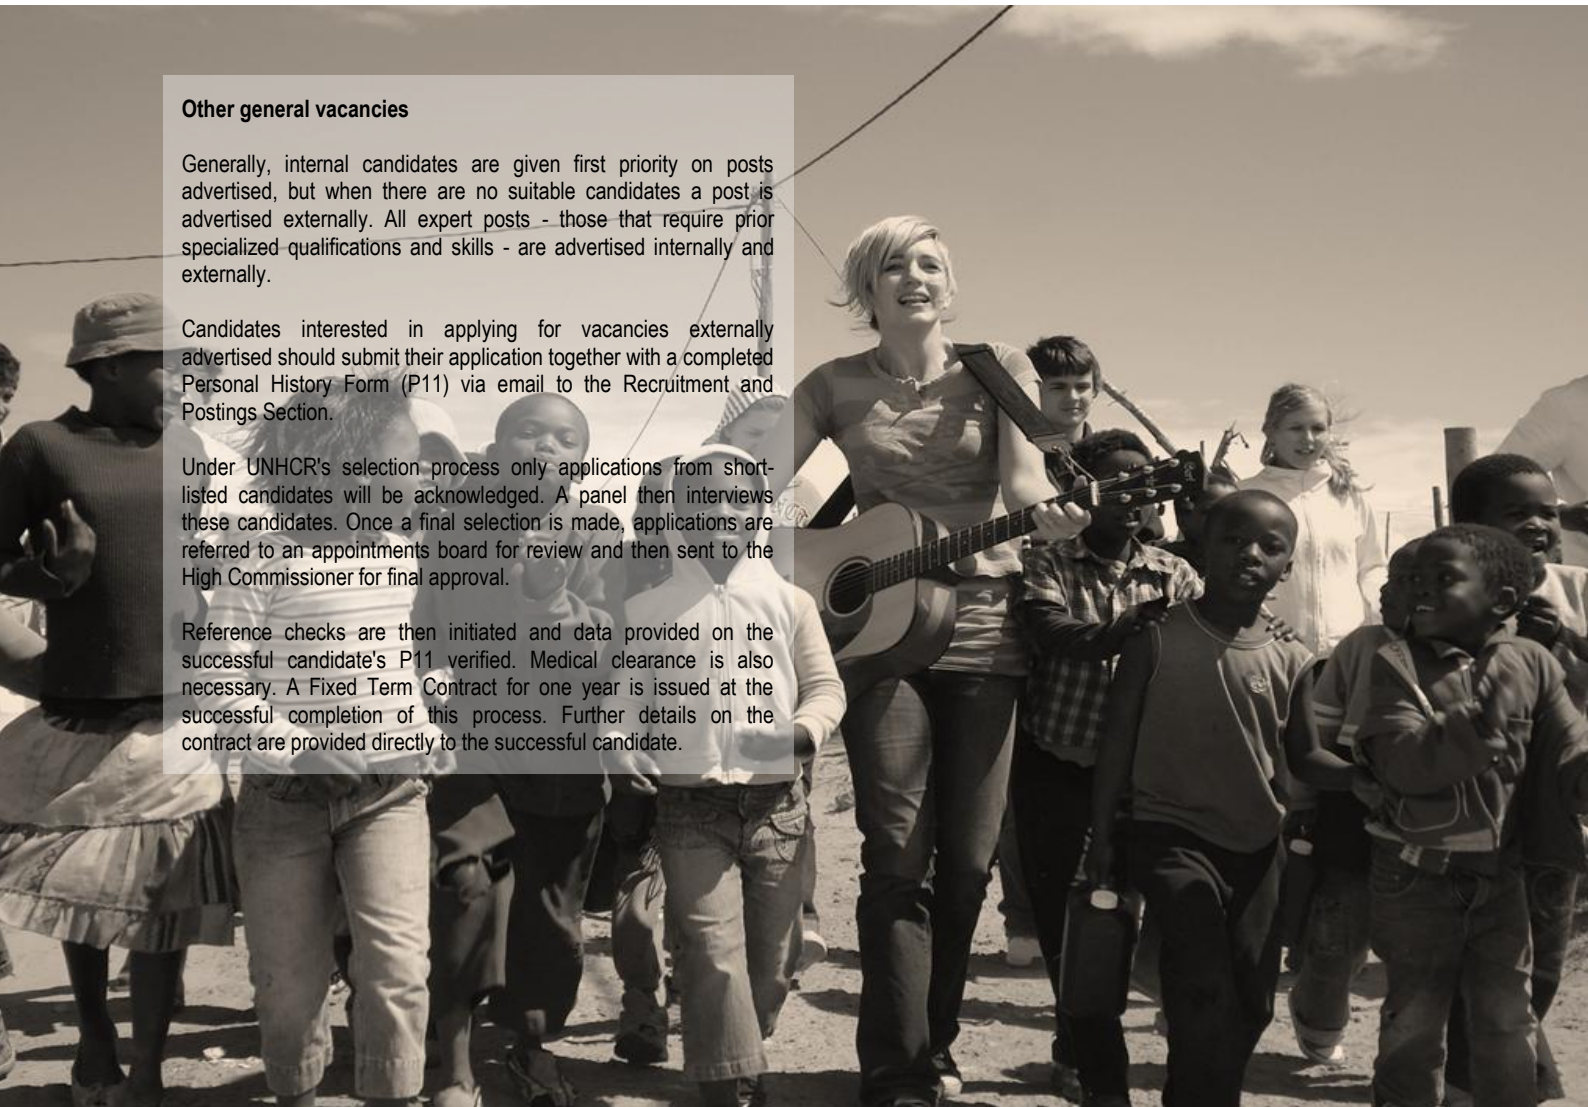 Other general vacancies
Generally, internal candidates are given first priority on posts
advertised, but when there are no suitable candidates a post is
advertised externally. All expert posts - those that require prior
specialized qualifications and skills - are advertised internally and
externally.
Candidates interested in applying for vacancies externally
advertised should submit their application together with a completed
Personal History Form (P11) via email to the Recruitment and
Postings Section.
Under UNHCR's selection process only applications from short-
listed candidates will be acknowledged. A panel then interviews
these candidates. Once a final selection is made, applications are
referred to an appointments board for review and then sent to the
High Commissioner for final approval.
Reference checks are then initiated and data provided on the
successful candidate's P11 verified. Medical clearance is also
necessary. A Fixed Term Contract for one year is issued at the
successful completion of this process. Further details on the
contract are provided directly to the successful candidate.